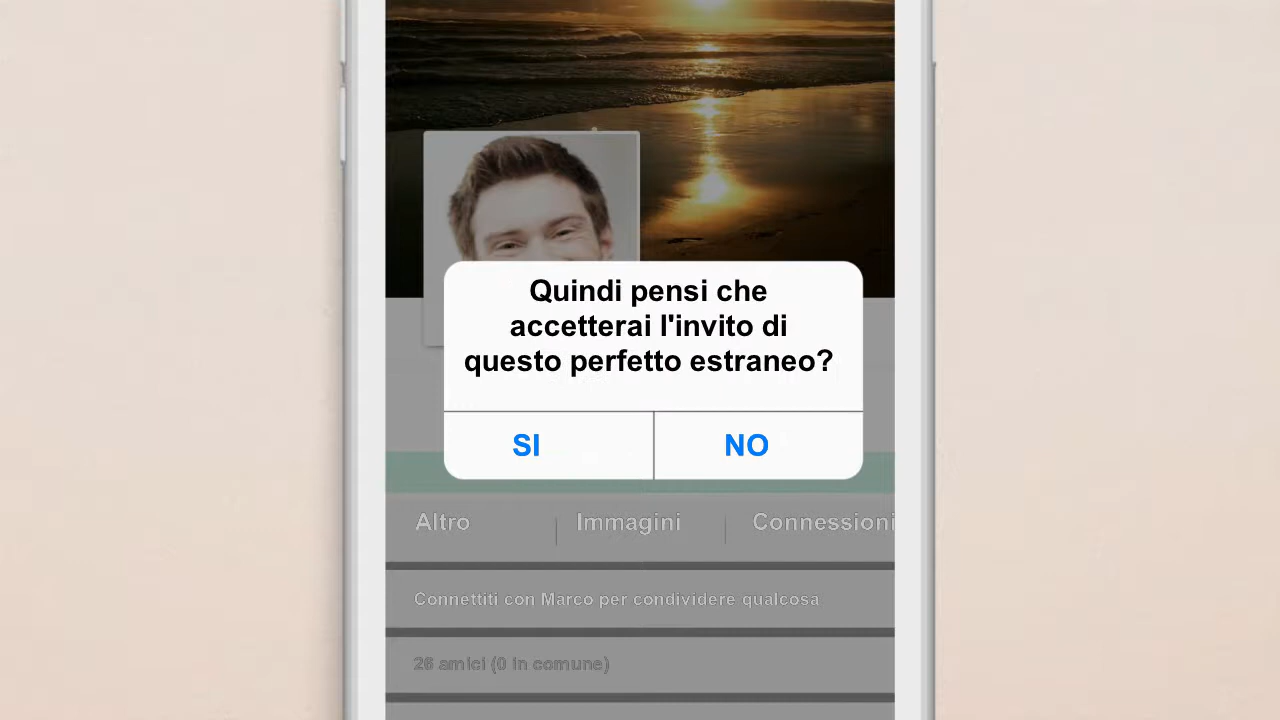 Quindi pensi che
accetterai l'invito di
questo perfetto estraneo?
SI
NO
Altro
Immagini
Connessioni
Connettiti con Marco per condividere qualcosa
26 amici (0 in comune)